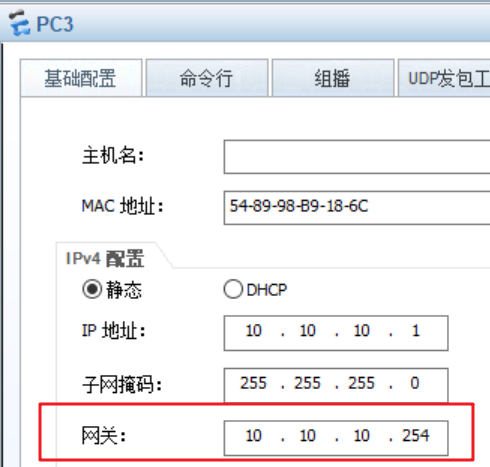 PC3
基础配置 命令行 组播 UDP发包工
主机名:
MAC 地址: 54-89-98-B9-18-6C
IPv4 配置
静态 DHCP
IP 地址: 10 . 10 . 10 . 1
子网掩码: 255 . 255 . 255 . 0
网关: 10 . 10 . 10 . 254